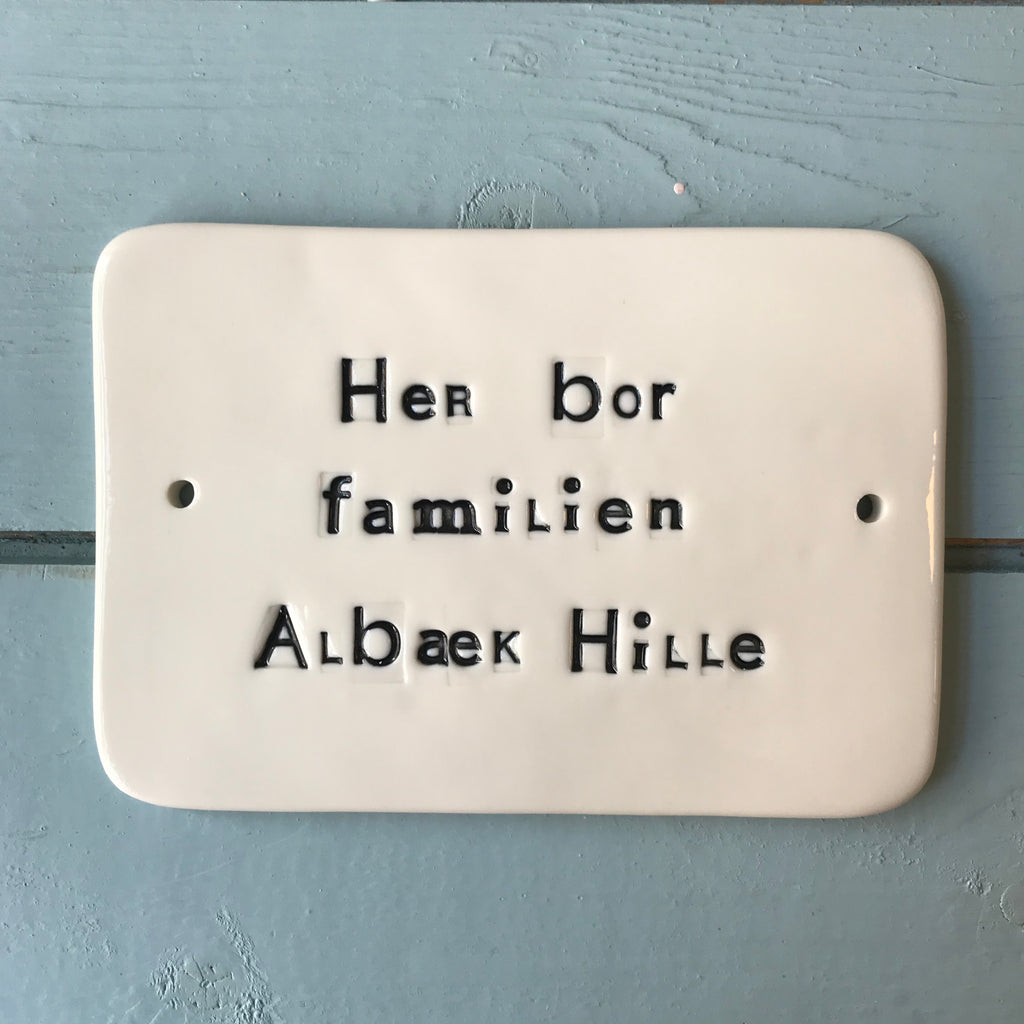 Her bor
familien
Albaek Hille